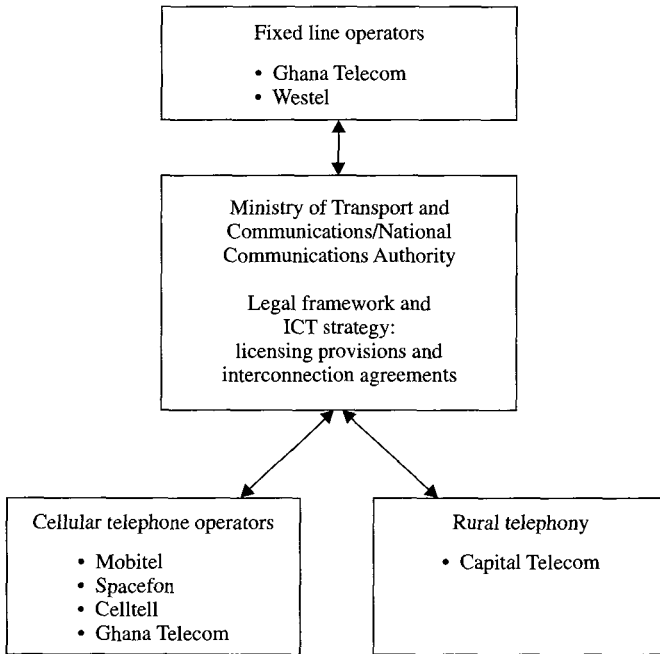 Fixed line operators
• Ghana Telecom
• Westel
Ministry of Transport and
Communications/National
Communications Authority
Legal framework and
ICT strategy:
licensing provisions and
interconnection agreements
Cellular telephone operators
• Mobitel
• Spacefon
• Celltell
• Ghana Telecom
Rural telephony
• Capital Telecom